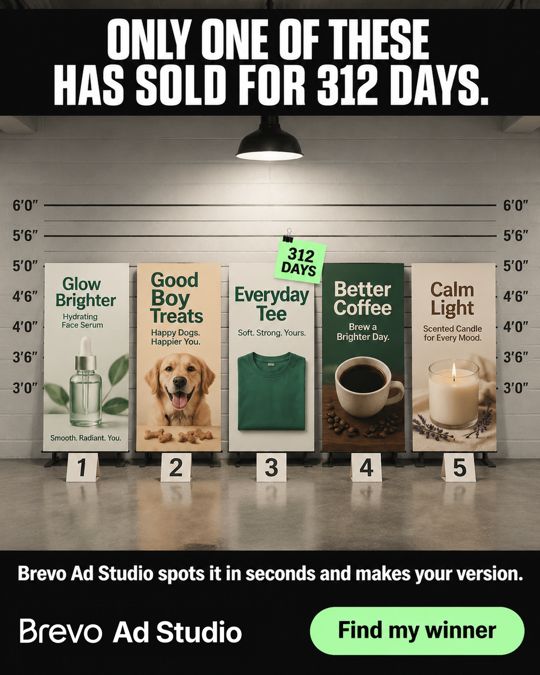 ONLY ONE OF THESE
HAS SOLD FOR 312 DAYS.
6’0”
6’0”
5’6”
5’6”
5’0”
5’0”
4’6”
4’6”
4’0”
4’0”
3’6”
3’6”
3’0”
3’0”
312
DAYS
Glow
Brighter
Hydrating
Face Serum
Smooth. Radiant. You.
Good
Boy
Treats
Happy Dogs.
Happier You.
Everyday
Tee
Soft. Strong. Yours.
Better
Coffee
Brew a
Brighter Day.
Calm
Light
Scented Candle
for Every Mood.
1
2
3
4
5
Brevo Ad Studio spots it in seconds and makes your version.
Brevo Ad Studio
Find my winner